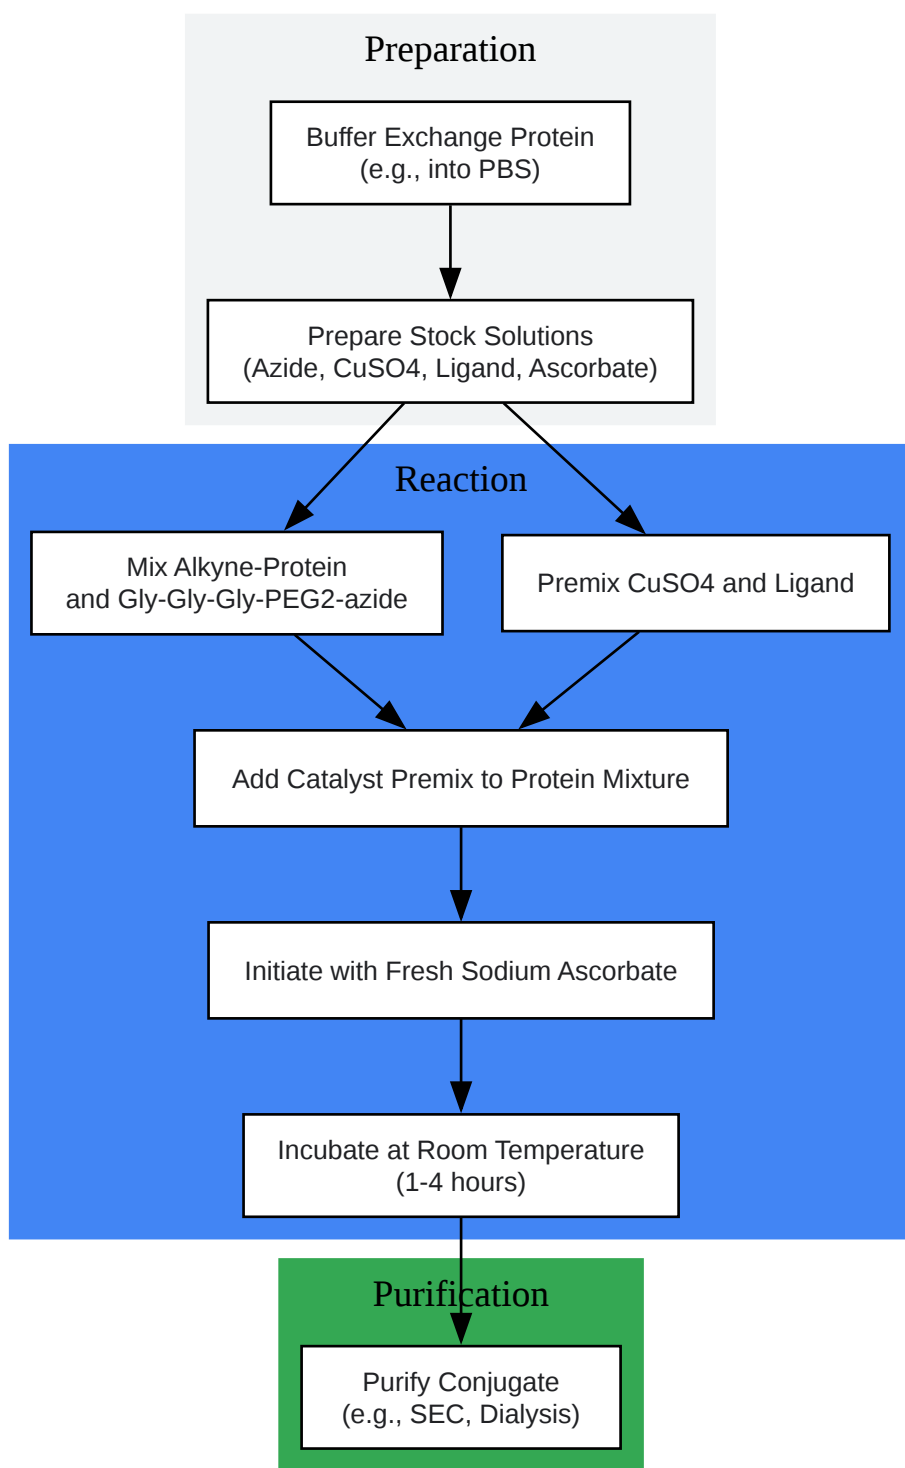 Preparation
Buffer Exchange Protein
(e.g., into PBS)
Prepare Stock Solutions
(Azide, CuSO4, Ligand, Ascorbate)
Reaction
Mix Alkyne-Protein
and Gly-Gly-Gly-PEG2-azide
Premix CuSO4 and Ligand
Add Catalyst Premix to Protein Mixture
Initiate with Fresh Sodium Ascorbate
Incubate at Room Temperature
(1-4 hours)
Purification
Purify Conjugate
(e.g., SEC, Dialysis)